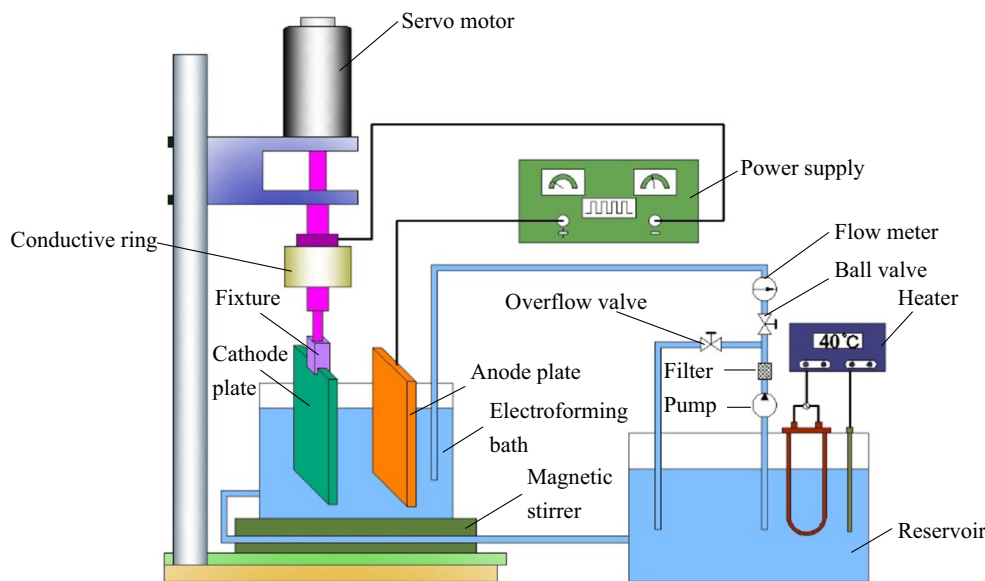 Servo motor
Power supply
Conductive ring
Flow meter
Ball valve
Overflow valve
Heater
Fixture
40°C
Cathode
plate
Anode plate
Filter
Pump
Electroforming
bath
Magnetic
stirrer
Reservoir